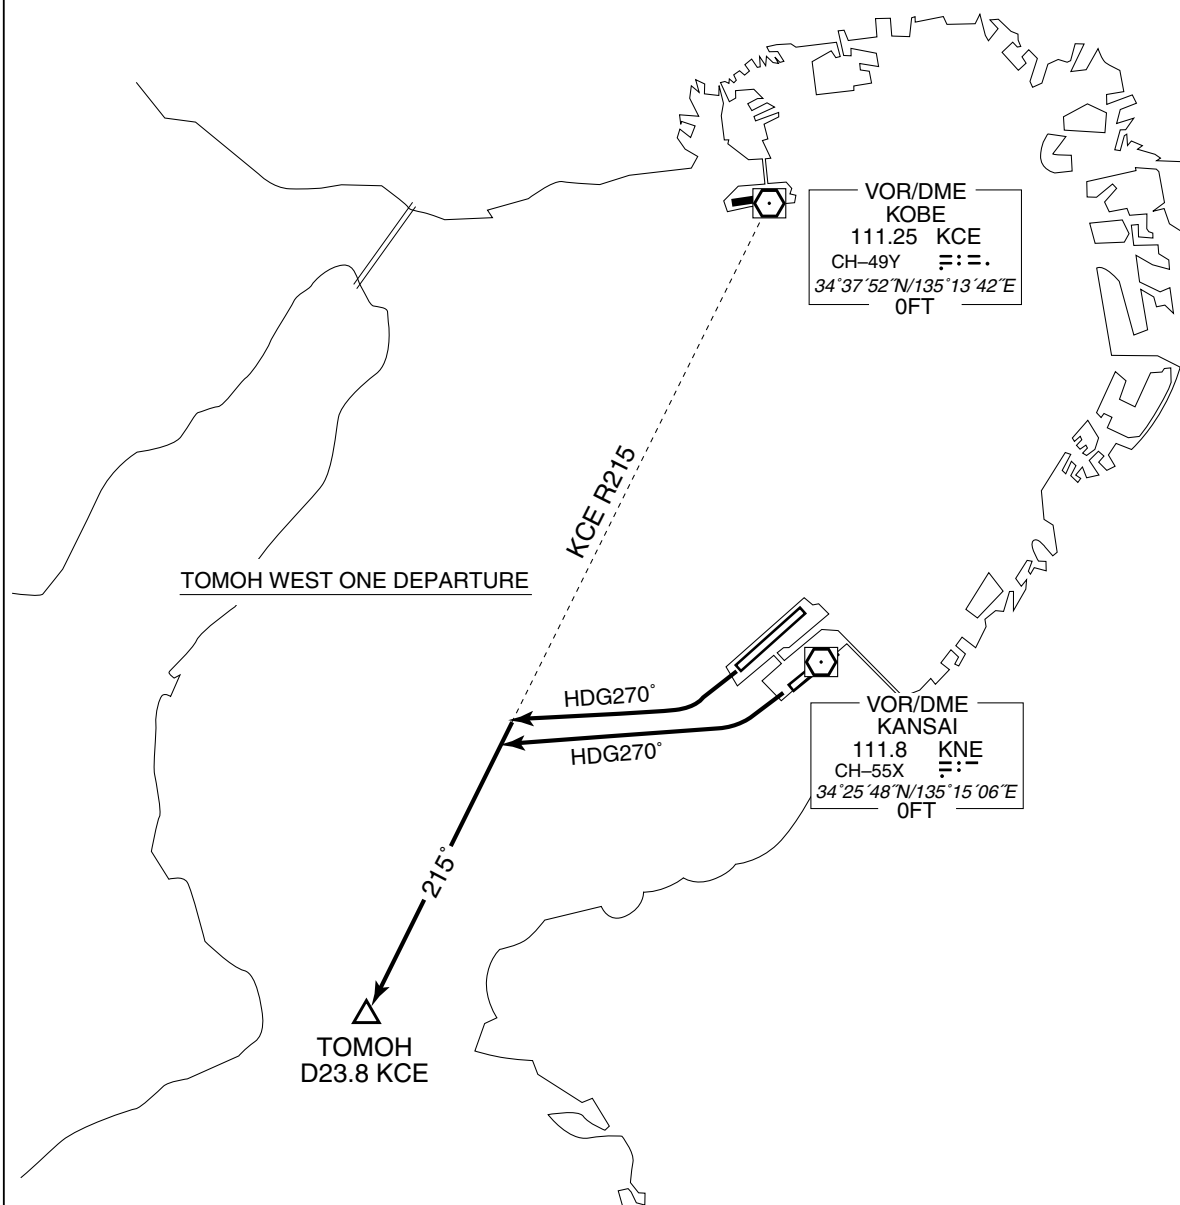 VOR/DME
KOBE
111.25 KCE
CH–49Y
34°37´52˝N/135°13´42˝E
0FT
KCE R215
TOMOH WEST ONE DEPARTURE
HDG270°
HDG270°
VOR/DME
KANSAI
111.8 KNE
CH–55X
34°25´48˝N/135°15´06˝E
0FT
215°
TOMOH
D23.8 KCE